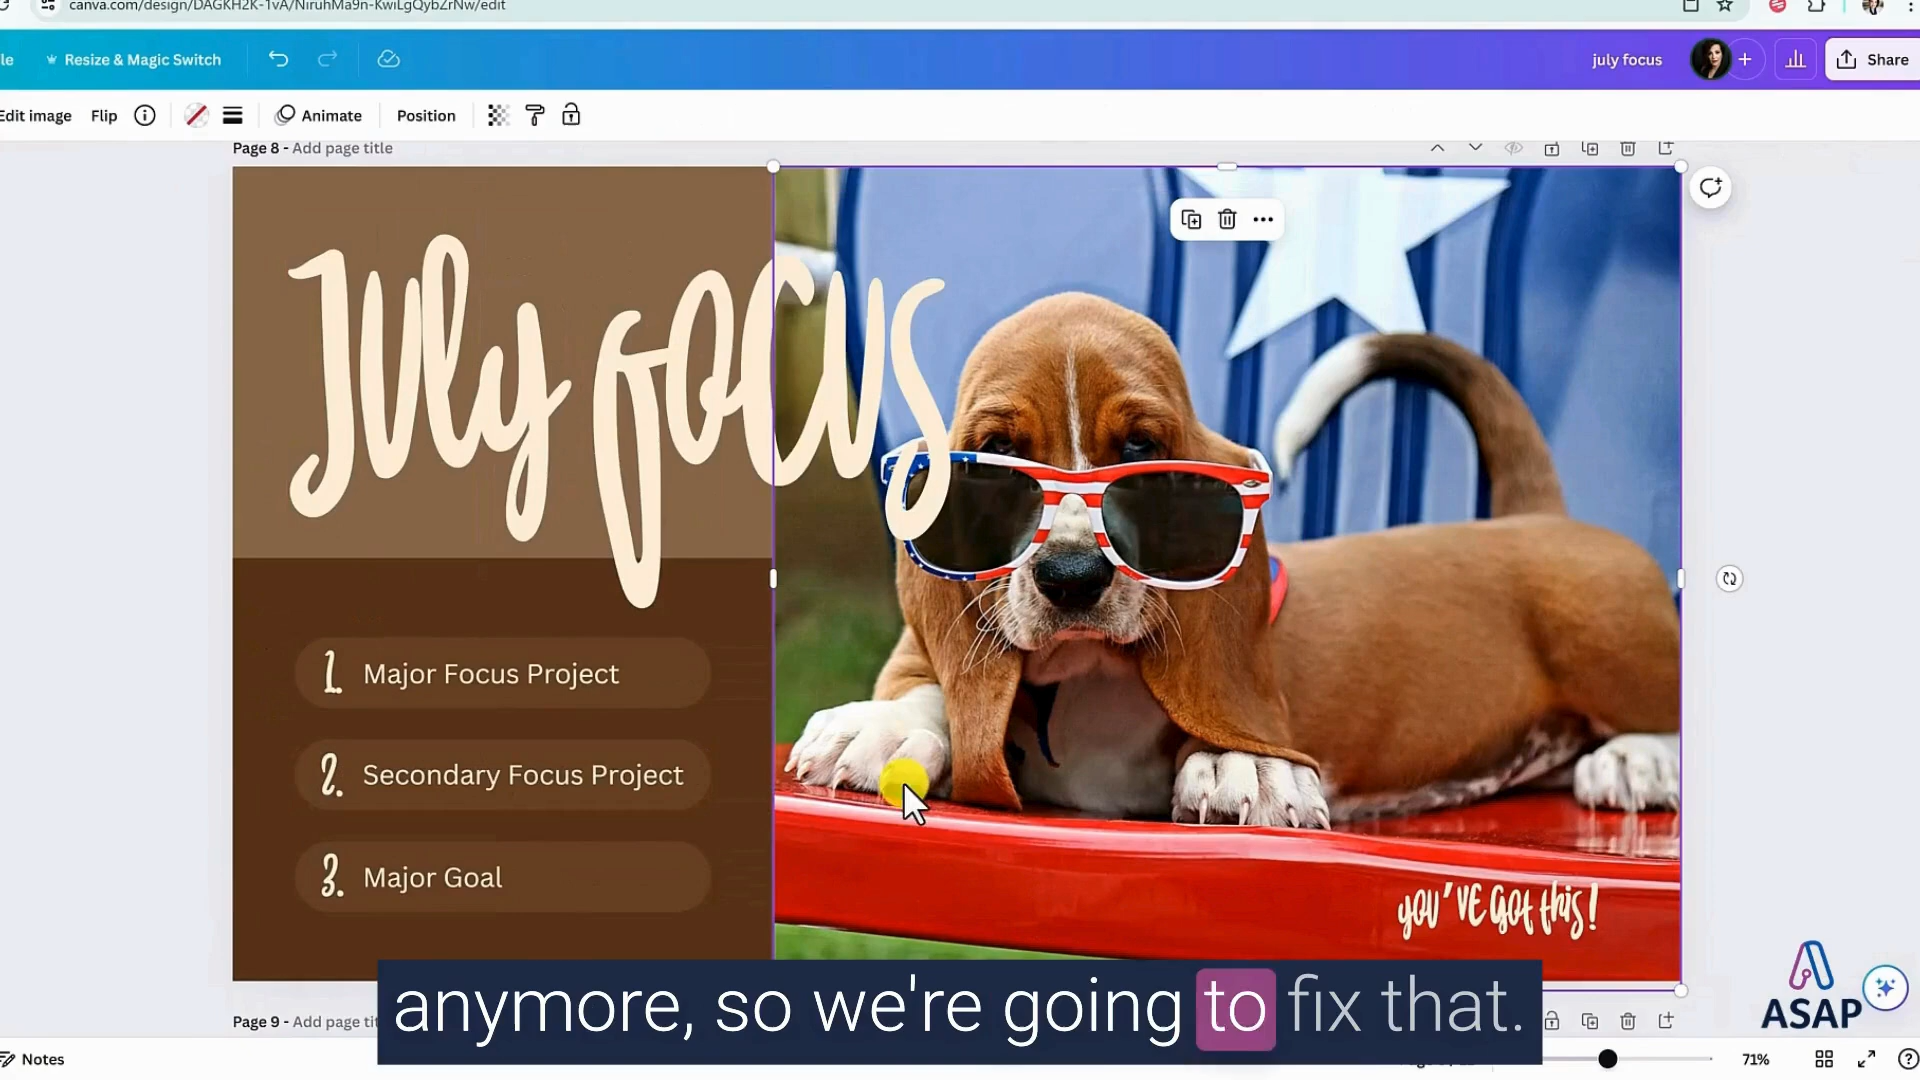 canva.com/design/DAGKH2K-1vA/NiruhMa9n-KwiLgQybZrNw/edit
le
Resize & Magic Switch
july focus
Share
Edit image
Flip
Animate
Position
Page 8 - Add page title
July focus
1. Major Focus Project
2. Secondary Focus Project
3. Major Goal
you've got this!
anymore, so we're going to fix that.
ASAP
Page 9 - Add page tit
Notes
71%